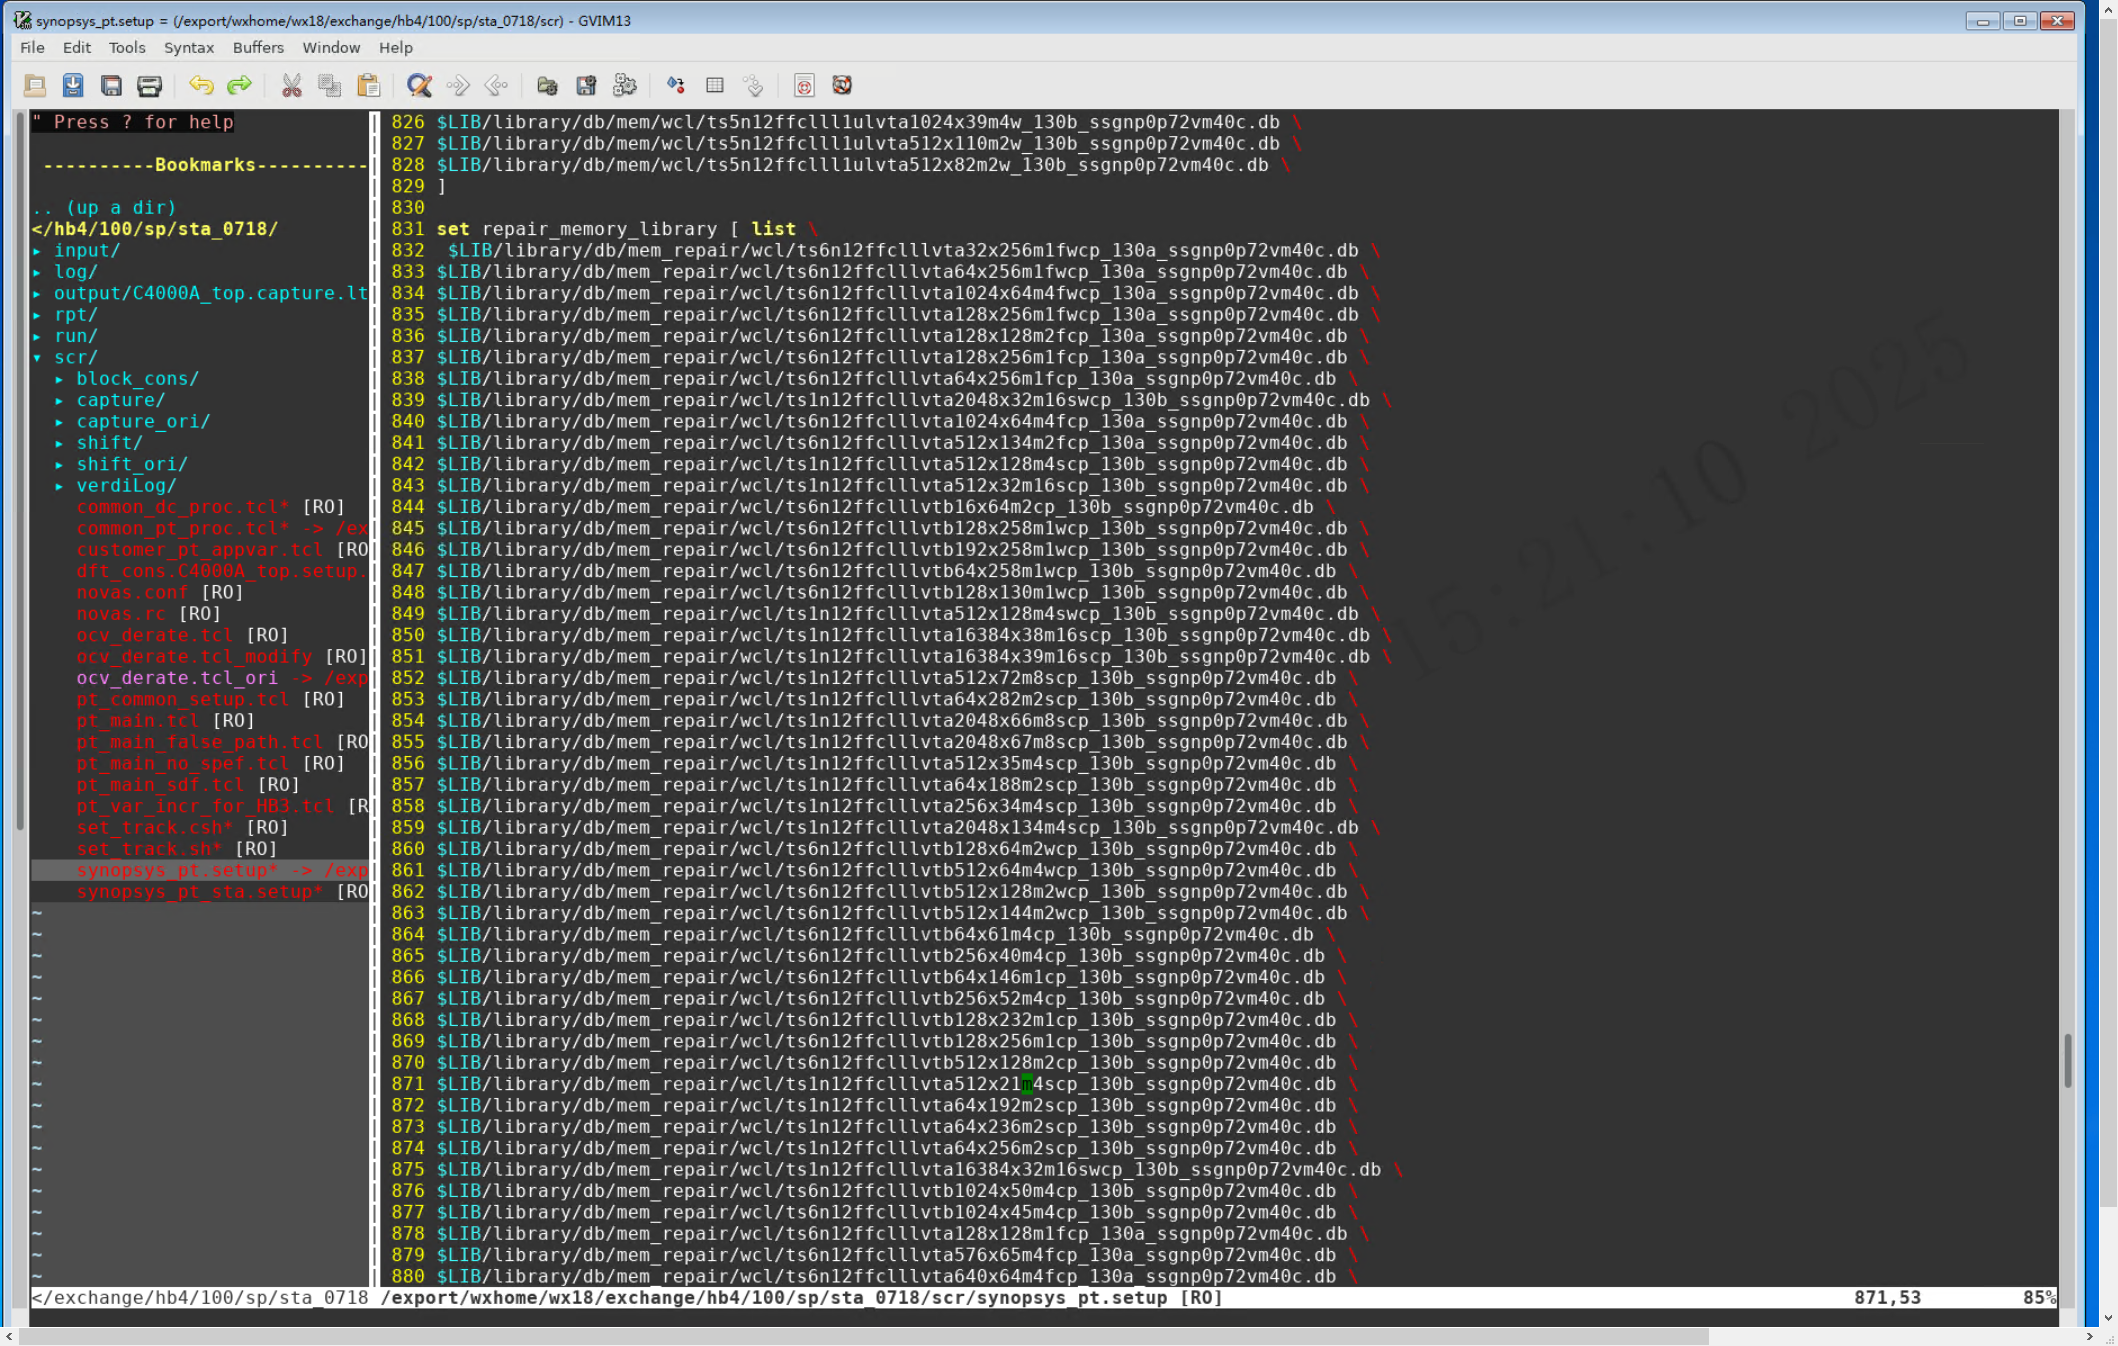 synopsys_pt.setup = (/export/wxhome/wx18/exchange/hb4/100/sp/sta_0718/scr) - GVIM13
File Edit Tools Syntax Buffers Window Help
" Press ? for help
----------Bookmarks----------
.. (up a dir)
</hb4/100/sp/sta_0718/
▸ input/
▸ log/
▸ output/C4000A_top.capture.lt
▸ rpt/
▸ run/
▾ scr/
▸ block_cons/
▸ capture/
▸ capture_ori/
▸ shift/
▸ shift_ori/
▸ verdiLog/
common_dc_proc.tcl* [RO]
common_pt_proc.tcl* -> /ex
customer_pt_appvar.tcl [RO
dft_cons.C4000A_top.setup.
novas.conf [RO]
novas.rc [RO]
ocv_derate.tcl [RO]
ocv_derate.tcl_modify [RO]
ocv_derate.tcl_ori -> /exp
pt_common_setup.tcl [RO]
pt_main.tcl [RO]
pt_main_false_path.tcl [RO
pt_main_no_spef.tcl [RO]
pt_main_sdf.tcl [RO]
pt_var_incr_for_HB3.tcl [R
set_track.csh* [RO]
set_track.sh* [RO]
synopsys_pt.setup* -> /exp
synopsys_pt_sta.setup* [RO
826 $LIB/library/db/mem/wcl/ts5n12ffclll1ulvta1024x39m4w_130b_ssgnp0p72vm40c.db \
827 $LIB/library/db/mem/wcl/ts5n12ffclll1ulvta512x110m2w_130b_ssgnp0p72vm40c.db \
828 $LIB/library/db/mem/wcl/ts5n12ffclll1ulvta512x82m2w_130b_ssgnp0p72vm40c.db \
829 ]
830
831 set repair_memory_library [ list \
832 $LIB/library/db/mem_repair/wcl/ts6n12ffclllvta32x256m1fwcp_130a_ssgnp0p72vm40c.db \
833 $LIB/library/db/mem_repair/wcl/ts6n12ffclllvta64x256m1fwcp_130a_ssgnp0p72vm40c.db \
834 $LIB/library/db/mem_repair/wcl/ts6n12ffclllvta1024x64m4fwcp_130a_ssgnp0p72vm40c.db \
835 $LIB/library/db/mem_repair/wcl/ts6n12ffclllvta128x256m1fwcp_130a_ssgnp0p72vm40c.db \
836 $LIB/library/db/mem_repair/wcl/ts6n12ffclllvta128x128m2fcp_130a_ssgnp0p72vm40c.db \
837 $LIB/library/db/mem_repair/wcl/ts6n12ffclllvta128x256m1fcp_130a_ssgnp0p72vm40c.db \
838 $LIB/library/db/mem_repair/wcl/ts6n12ffclllvta64x256m1fcp_130a_ssgnp0p72vm40c.db \
839 $LIB/library/db/mem_repair/wcl/ts1n12ffclllvta2048x32m16swcp_130b_ssgnp0p72vm40c.db \
840 $LIB/library/db/mem_repair/wcl/ts6n12ffclllvta1024x64m4fcp_130a_ssgnp0p72vm40c.db \
841 $LIB/library/db/mem_repair/wcl/ts6n12ffclllvta512x134m2fcp_130a_ssgnp0p72vm40c.db \
842 $LIB/library/db/mem_repair/wcl/ts1n12ffclllvta512x128m4scp_130b_ssgnp0p72vm40c.db \
843 $LIB/library/db/mem_repair/wcl/ts1n12ffclllvta512x32m16scp_130b_ssgnp0p72vm40c.db \
844 $LIB/library/db/mem_repair/wcl/ts6n12ffclllvtb16x64m2cp_130b_ssgnp0p72vm40c.db \
845 $LIB/library/db/mem_repair/wcl/ts6n12ffclllvtb128x258m1wcp_130b_ssgnp0p72vm40c.db \
846 $LIB/library/db/mem_repair/wcl/ts6n12ffclllvtb192x258m1wcp_130b_ssgnp0p72vm40c.db \
847 $LIB/library/db/mem_repair/wcl/ts6n12ffclllvtb64x258m1wcp_130b_ssgnp0p72vm40c.db \
848 $LIB/library/db/mem_repair/wcl/ts6n12ffclllvtb128x130m1wcp_130b_ssgnp0p72vm40c.db \
849 $LIB/library/db/mem_repair/wcl/ts1n12ffclllvta512x128m4swcp_130b_ssgnp0p72vm40c.db \
850 $LIB/library/db/mem_repair/wcl/ts1n12ffclllvta16384x38m16scp_130b_ssgnp0p72vm40c.db \
851 $LIB/library/db/mem_repair/wcl/ts1n12ffclllvta16384x39m16scp_130b_ssgnp0p72vm40c.db \
852 $LIB/library/db/mem_repair/wcl/ts1n12ffclllvta512x72m8scp_130b_ssgnp0p72vm40c.db \
853 $LIB/library/db/mem_repair/wcl/ts1n12ffclllvta64x282m2scp_130b_ssgnp0p72vm40c.db \
854 $LIB/library/db/mem_repair/wcl/ts1n12ffclllvta2048x66m8scp_130b_ssgnp0p72vm40c.db \
855 $LIB/library/db/mem_repair/wcl/ts1n12ffclllvta2048x67m8scp_130b_ssgnp0p72vm40c.db \
856 $LIB/library/db/mem_repair/wcl/ts1n12ffclllvta512x35m4scp_130b_ssgnp0p72vm40c.db \
857 $LIB/library/db/mem_repair/wcl/ts1n12ffclllvta64x188m2scp_130b_ssgnp0p72vm40c.db \
858 $LIB/library/db/mem_repair/wcl/ts1n12ffclllvta256x34m4scp_130b_ssgnp0p72vm40c.db \
859 $LIB/library/db/mem_repair/wcl/ts1n12ffclllvta2048x134m4scp_130b_ssgnp0p72vm40c.db \
860 $LIB/library/db/mem_repair/wcl/ts6n12ffclllvtb128x64m2wcp_130b_ssgnp0p72vm40c.db \
861 $LIB/library/db/mem_repair/wcl/ts6n12ffclllvtb512x64m4wcp_130b_ssgnp0p72vm40c.db \
862 $LIB/library/db/mem_repair/wcl/ts6n12ffclllvtb512x128m2wcp_130b_ssgnp0p72vm40c.db \
863 $LIB/library/db/mem_repair/wcl/ts6n12ffclllvtb512x144m2wcp_130b_ssgnp0p72vm40c.db \
864 $LIB/library/db/mem_repair/wcl/ts6n12ffclllvtb64x61m4cp_130b_ssgnp0p72vm40c.db \
865 $LIB/library/db/mem_repair/wcl/ts6n12ffclllvtb256x40m4cp_130b_ssgnp0p72vm40c.db \
866 $LIB/library/db/mem_repair/wcl/ts6n12ffclllvtb64x146m1cp_130b_ssgnp0p72vm40c.db \
867 $LIB/library/db/mem_repair/wcl/ts6n12ffclllvtb256x52m4cp_130b_ssgnp0p72vm40c.db \
868 $LIB/library/db/mem_repair/wcl/ts6n12ffclllvtb128x232m1cp_130b_ssgnp0p72vm40c.db \
869 $LIB/library/db/mem_repair/wcl/ts6n12ffclllvtb128x256m1cp_130b_ssgnp0p72vm40c.db \
870 $LIB/library/db/mem_repair/wcl/ts6n12ffclllvtb512x128m2cp_130b_ssgnp0p72vm40c.db \
871 $LIB/library/db/mem_repair/wcl/ts1n12ffclllvta512x21m4scp_130b_ssgnp0p72vm40c.db \
872 $LIB/library/db/mem_repair/wcl/ts1n12ffclllvta64x192m2scp_130b_ssgnp0p72vm40c.db \
873 $LIB/library/db/mem_repair/wcl/ts1n12ffclllvta64x236m2scp_130b_ssgnp0p72vm40c.db \
874 $LIB/library/db/mem_repair/wcl/ts1n12ffclllvta64x256m2scp_130b_ssgnp0p72vm40c.db \
875 $LIB/library/db/mem_repair/wcl/ts1n12ffclllvta16384x32m16swcp_130b_ssgnp0p72vm40c.db \
876 $LIB/library/db/mem_repair/wcl/ts6n12ffclllvtb1024x50m4cp_130b_ssgnp0p72vm40c.db \
877 $LIB/library/db/mem_repair/wcl/ts6n12ffclllvtb1024x45m4cp_130b_ssgnp0p72vm40c.db \
878 $LIB/library/db/mem_repair/wcl/ts6n12ffclllvta128x128m1fcp_130a_ssgnp0p72vm40c.db \
879 $LIB/library/db/mem_repair/wcl/ts6n12ffclllvta576x65m4fcp_130a_ssgnp0p72vm40c.db \
880 $LIB/library/db/mem_repair/wcl/ts6n12ffclllvta640x64m4fcp_130a_ssgnp0p72vm40c.db \
15:21:10 2025
</exchange/hb4/100/sp/sta_0718 /export/wxhome/wx18/exchange/hb4/100/sp/sta_0718/scr/synopsys_pt.setup [RO] 871,53 85%